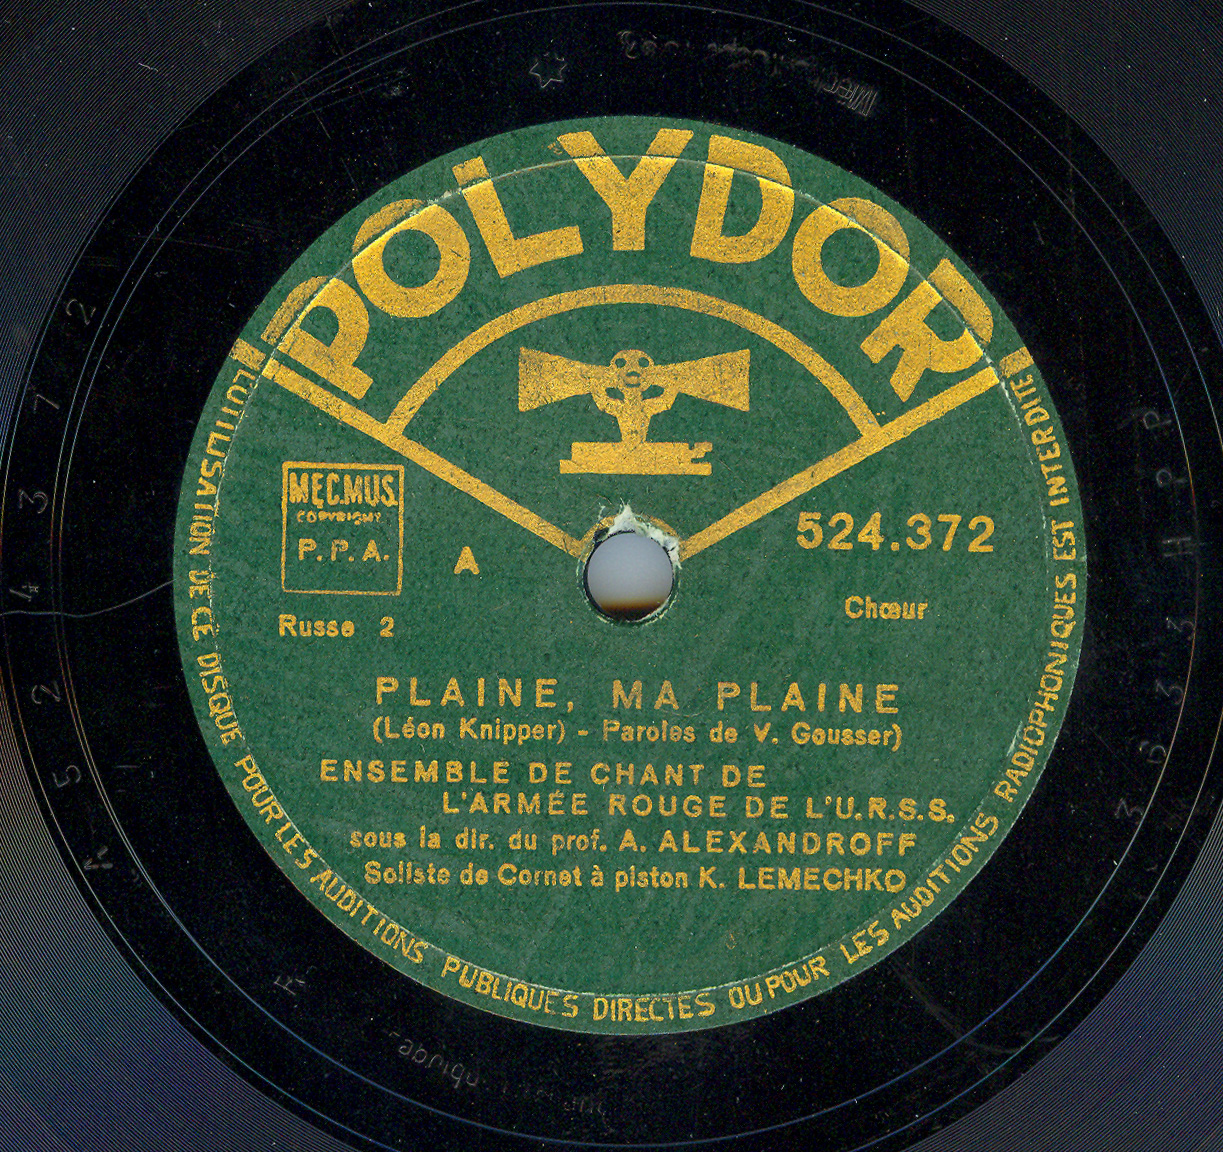 POLYDOR
MEC.MUS.
COPYRIGHT
P. P. A.
A
524.372
Russe 2
Chœur
PLAINE, MA PLAINE
(Léon Knipper) - Paroles de V. Gousser)
ENSEMBLE DE CHANT DE
L'ARMÉE ROUGE DE L'U.R.S.S.
sous la dir. du prof. A. ALEXANDROFF
Soliste de Cornet à piston K. LEMECHKO
L'UTILISATION DE CE DISQUE POUR LES AUDITIONS PUBLIQUES DIRECTES OU POUR LES AUDITIONS RADIOPHONIQUES EST INTERDITE